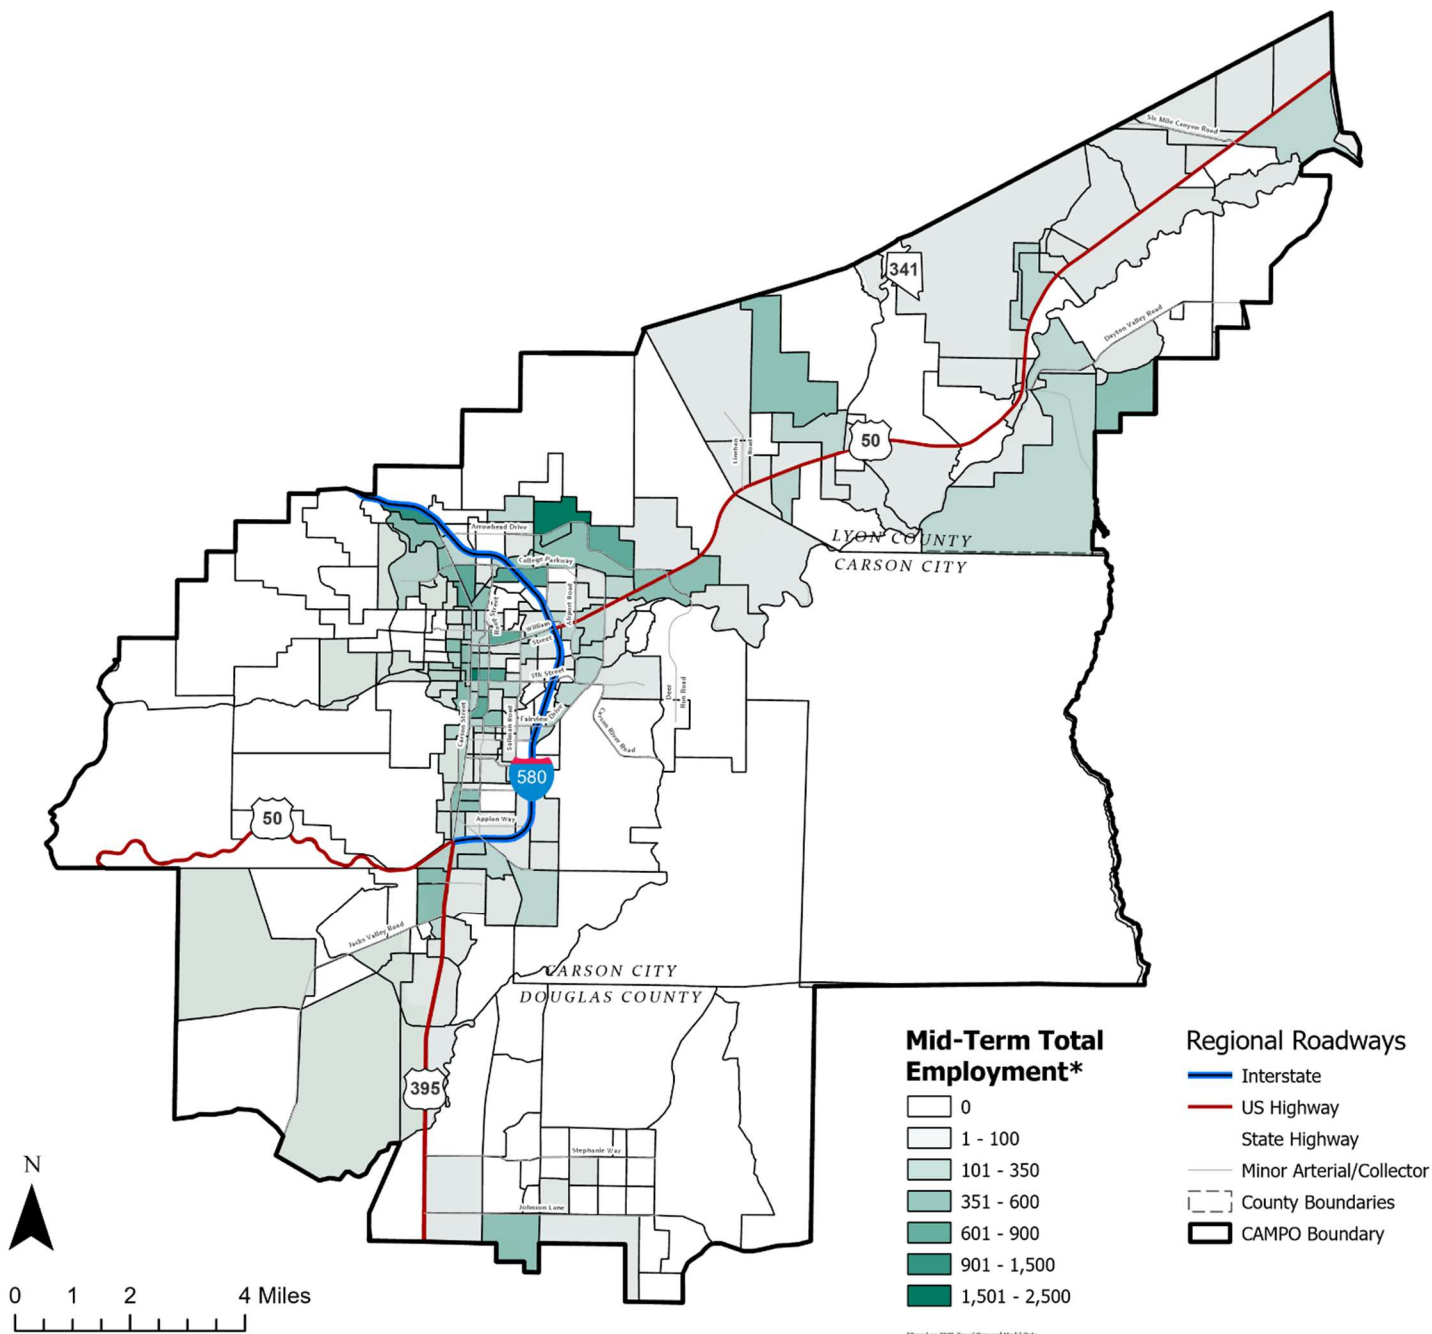 Six Mile Canyon Road
341
Dayton Valley Road
50
Linehan
Road
LYON COUNTY
CARSON CITY
Arrowhead Drive
College Parkway
Airport Road
Roop Street
William
Street
5th Street
Deer
Run Road
Carson Street
Saliman Road
Fairview Drive
Carson River Road
580
50
Appion Way
Jacks Valley Road
CARSON CITY
DOUGLAS COUNTY
395
Stephanie Way
Johnson Lane
N
0 1 2 4 Miles
Mid-Term Total
Employment*
0
1 - 100
101 - 350
351 - 600
601 - 900
901 - 1,500
1,501 - 2,500
Regional Roadways
Interstate
US Highway
State Highway
Minor Arterial/Collector
County Boundaries
CAMPO Boundary